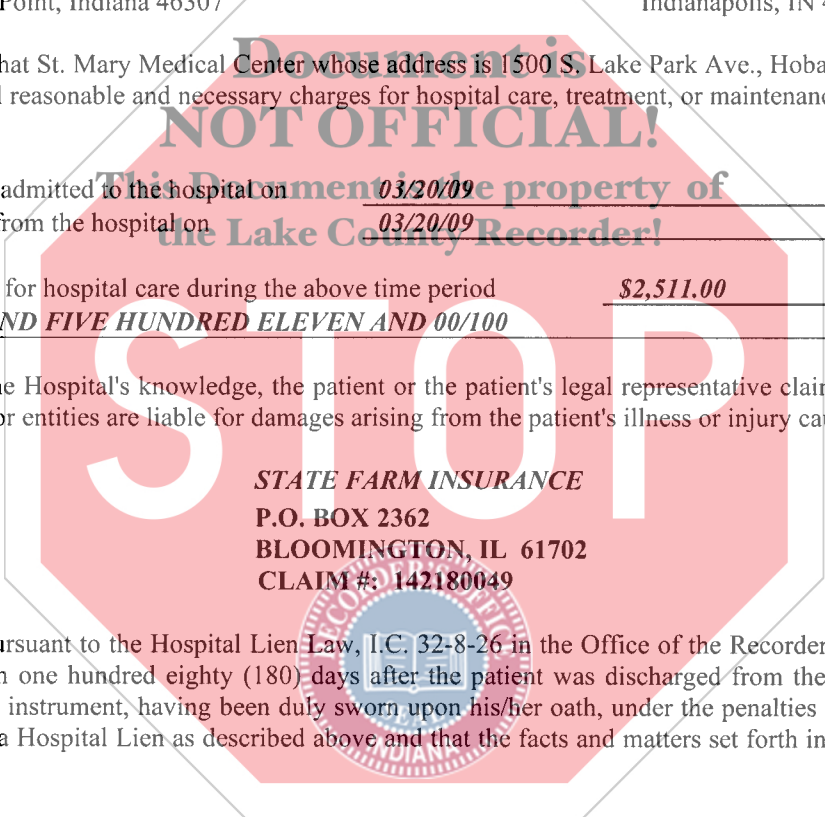 Point, Indiana 46307 Indianapolis, IN
hat St. Mary Medical Center whose address is 1500 S. Lake Park Ave., Hoba
Document is
l reasonable and necessary charges for hospital care, treatment, or maintenanc
NOT OFFICIAL!
admitted to the hospital on 03/20/09
This Document is the property of
from the hospital on 03/20/09
the Lake County Recorder!
for hospital care during the above time period $2,511.00
ND FIVE HUNDRED ELEVEN AND 00/100
STOP
e Hospital's knowledge, the patient or the patient's legal representative clai
or entities are liable for damages arising from the patient's illness or injury cau
STATE FARM INSURANCE
P.O. BOX 2362
BLOOMINGTON, IL 61702
CLAIM #: 142180049
RECORDER'S OFFIC
ursuant to the Hospital Lien Law, I.C. 32-8-26 in the Office of the Recorder
n one hundred eighty (180) days after the patient was discharged from the
instrument, having been duly sworn upon his/her oath, under the penalties
SEAL
a Hospital Lien as described above and that the facts and matters set forth in
INDIANA